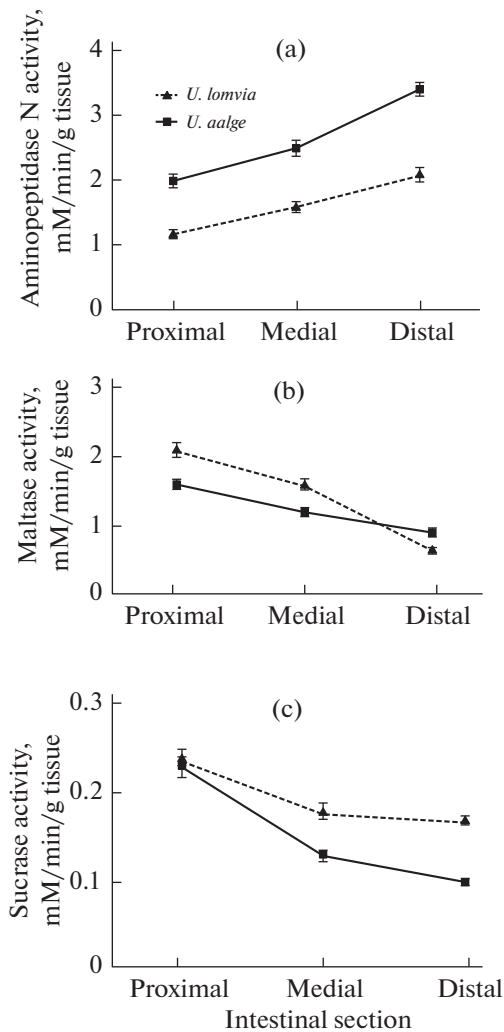 (a)
Aminopeptidase N activity,
mM/min/g tissue
4
3
2
1
0
U. lomvia
U. aalge
Proximal Medial Distal
(b)
Maltase activity,
mM/min/g tissue
3
2
1
0
Proximal Medial Distal
(c)
Sucrase activity,
mM/min/g tissue
0.3
0.2
0.1
0
Proximal Medial Distal
Intestinal section